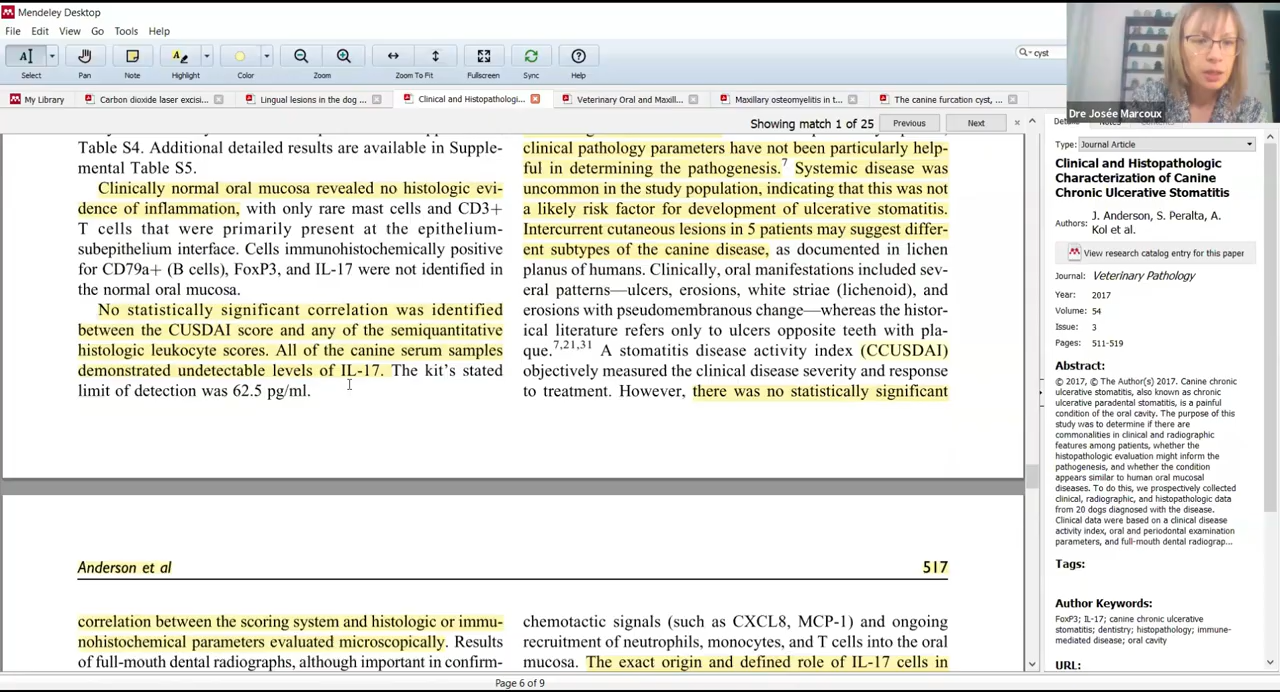 Mendeley Desktop
File Edit View Go Tools Help
Select Pan Note Highlight Color Zoom Zoom To Fit Fullscreen Sync Help
cyst
My Library
Carbon dioxide laser excisi...
Lingual lesions in the dog ...
Clinical and Histopathologi...
Veterinary Oral and Maxill...
Maxillary osteomyelitis in t...
The canine furcation cyst, ...
Dre Josée Marcoux
Showing match 1 of 25 Previous Next
Table S4. Additional detailed results are available in Supple-
mental Table S5.
Clinically normal oral mucosa revealed no histologic evi-
dence of inflammation, with only rare mast cells and CD3+
T cells that were primarily present at the epithelium-
subepithelium interface. Cells immunohistochemically positive
for CD79a+ (B cells), FoxP3, and IL-17 were not identified in
the normal oral mucosa.
No statistically significant correlation was identified
between the CUSDAI score and any of the semiquantitative
histologic leukocyte scores. All of the canine serum samples
demonstrated undetectable levels of IL-17. The kit's stated
limit of detection was 62.5 pg/ml.
clinical pathology parameters have not been particularly help-
ful in determining the pathogenesis.7 Systemic disease was
uncommon in the study population, indicating that this was not
a likely risk factor for development of ulcerative stomatitis.
Intercurrent cutaneous lesions in 5 patients may suggest differ-
ent subtypes of the canine disease, as documented in lichen
planus of humans. Clinically, oral manifestations included sev-
eral patterns—ulcers, erosions, white striae (lichenoid), and
erosions with pseudomembranous change—whereas the histor-
ical literature refers only to ulcers opposite teeth with pla-
que.7,21,31 A stomatitis disease activity index (CCUSDAI)
objectively measured the clinical disease severity and response
to treatment. However, there was no statistically significant
Anderson et al 517
correlation between the scoring system and histologic or immu-
nohistochemical parameters evaluated microscopically. Results
of full-mouth dental radiographs, although important in confirm-
chemotactic signals (such as CXCL8, MCP-1) and ongoing
recruitment of neutrophils, monocytes, and T cells into the oral
mucosa. The exact origin and defined role of IL-17 cells in
Page 6 of 9
Type: Journal Article
Clinical and Histopathologic
Characterization of Canine
Chronic Ulcerative Stomatitis
Authors: J. Anderson, S. Peralta, A.
Kol et al.
View research catalog entry for this paper
Journal: Veterinary Pathology
Year: 2017
Volume: 54
Issue: 3
Pages: 511-519
Abstract:
© 2017, © The Author(s) 2017. Canine chronic
ulcerative stomatitis, also known as chronic
ulcerative paradental stomatitis, is a painful
condition of the oral cavity. The purpose of this
study was to determine if there are
commonalities in clinical and radiographic
features among patients, whether the
histopathologic evaluation might inform the
pathogenesis, and whether the condition
appears similar to human oral mucosal
diseases. To do this, we prospectively collected
clinical, radiographic, and histopathologic data
from 20 dogs diagnosed with the disease.
Clinical data were based on a clinical disease
activity index, oral and periodontal examination
parameters, and full-mouth dental radiograp...
Tags:
Author Keywords:
FoxP3; IL-17; canine chronic ulcerative
stomatitis; dentistry; histopathology; immune-
mediated disease; oral cavity
URL: